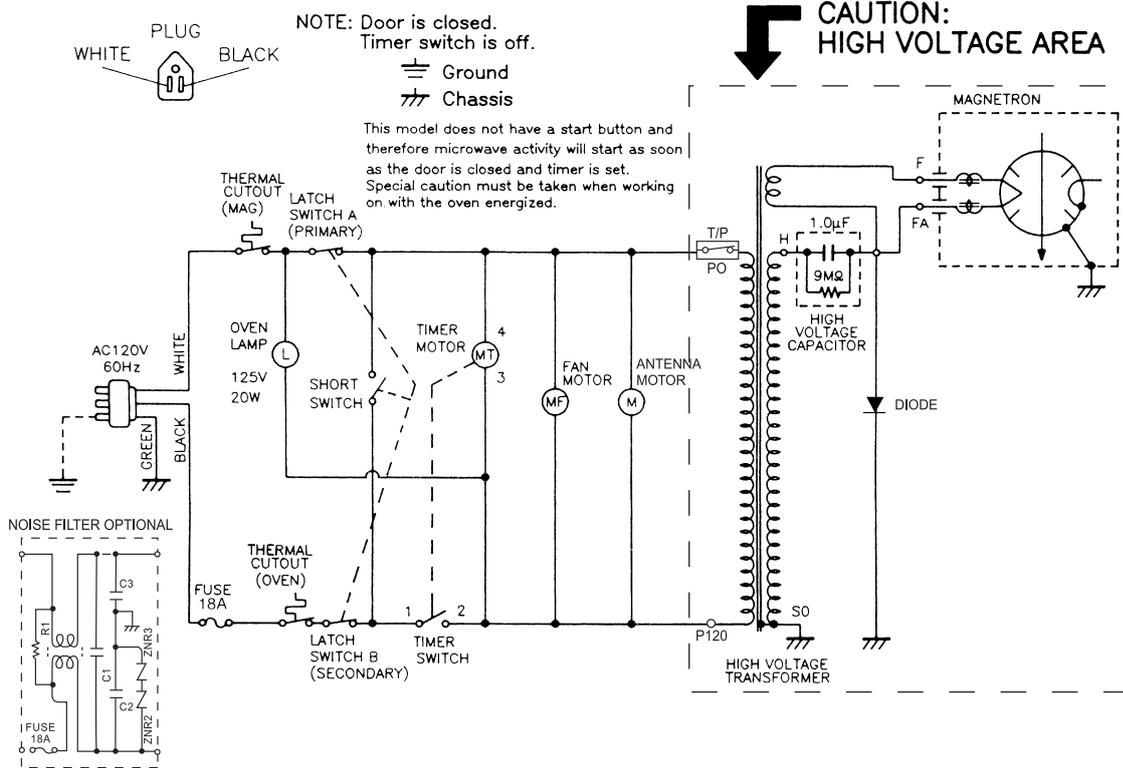 PLUG
WHITE
BLACK
NOTE: Door is closed.
Timer switch is off.
Ground
Chassis
This model does not have a start button and
therefore microwave activity will start as soon
as the door is closed and timer is set.
Special caution must be taken when working
on with the oven energized.
CAUTION:
HIGH VOLTAGE AREA
MAGNETRON
THERMAL
CUTOUT
(MAG)
LATCH
SWITCH A
(PRIMARY)
T/P
PO
H
1.0μF
9MΩ
HIGH
VOLTAGE
CAPACITOR
F
FA
AC120V
60Hz
WHITE
BLACK
GREEN
OVEN
LAMP
L
125V
20W
SHORT
SWITCH
TIMER
MOTOR
MT
4
3
FAN
MOTOR
MF
ANTENNA
MOTOR
M
DIODE
NOISE FILTER OPTIONAL
R1
C3
C1
C2
ZNR3
ZNR2
FUSE
18A
FUSE
18A
THERMAL
CUTOUT
(OVEN)
LATCH
SWITCH B
(SECONDARY)
1
2
TIMER
SWITCH
P120
S0
HIGH VOLTAGE
TRANSFORMER